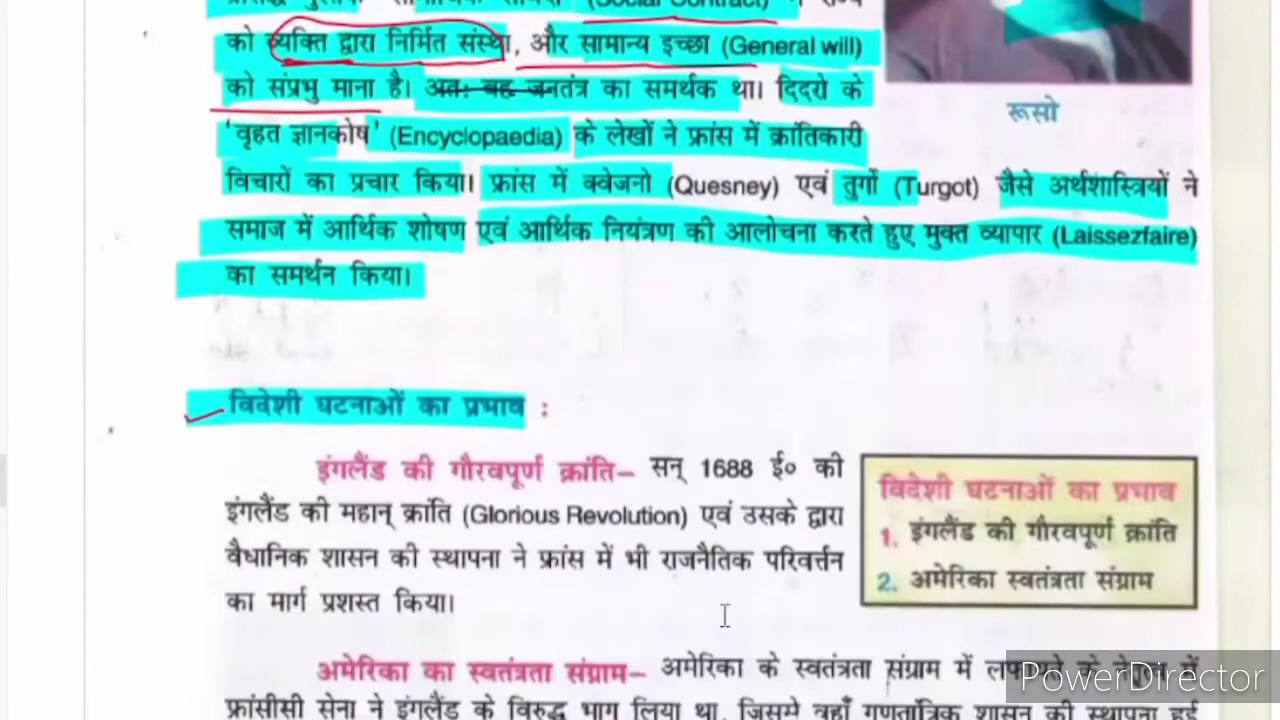 प्रसिद्ध पुस्तक सामाजिक (Social Contract) में राज्य
को व्यक्ति द्वारा निर्मित संस्था, और सामान्य इच्छा (General will)
को संप्रभु माना है। अतः वह जनतंत्र का समर्थक था। दिदरो के
रूसो
'वृहत ज्ञानकोष' (Encyclopaedia) के लेखों ने फ्रांस में क्रांतिकारी
विचारों का प्रचार किया। फ्रांस में क्वेजनो (Quesney) एवं तुर्गो (Turgot) जैसे अर्थशास्त्रियों ने
समाज में आर्थिक शोषण एवं आर्थिक नियंत्रण की आलोचना करते हुए मुक्त व्यापार (Laissezfaire)
का समर्थन किया।
विदेशी घटनाओं का प्रभाव :
इंगलैंड की गौरवपूर्ण क्रांति– सन् 1688 ई० की
इंगलैंड की महान् क्रांति (Glorious Revolution) एवं उसके द्वारा
वैधानिक शासन की स्थापना ने फ्रांस में भी राजनैतिक परिवर्त्तन
का मार्ग प्रशस्त किया।
विदेशी घटनाओं का प्रभाव
1. इंगलैंड की गौरवपूर्ण क्रांति
2. अमेरिका स्वतंत्रता संग्राम
अमेरिका का स्वतंत्रता संग्राम– अमेरिका के स्वतंत्रता संग्राम में के में
फ्रांसीसी सेना ने इंगलैंड के विरुद्ध भाग लिया था, जिसमे वहाँ गणतांत्रिक शासन की स्थापना हुई
PowerDirector